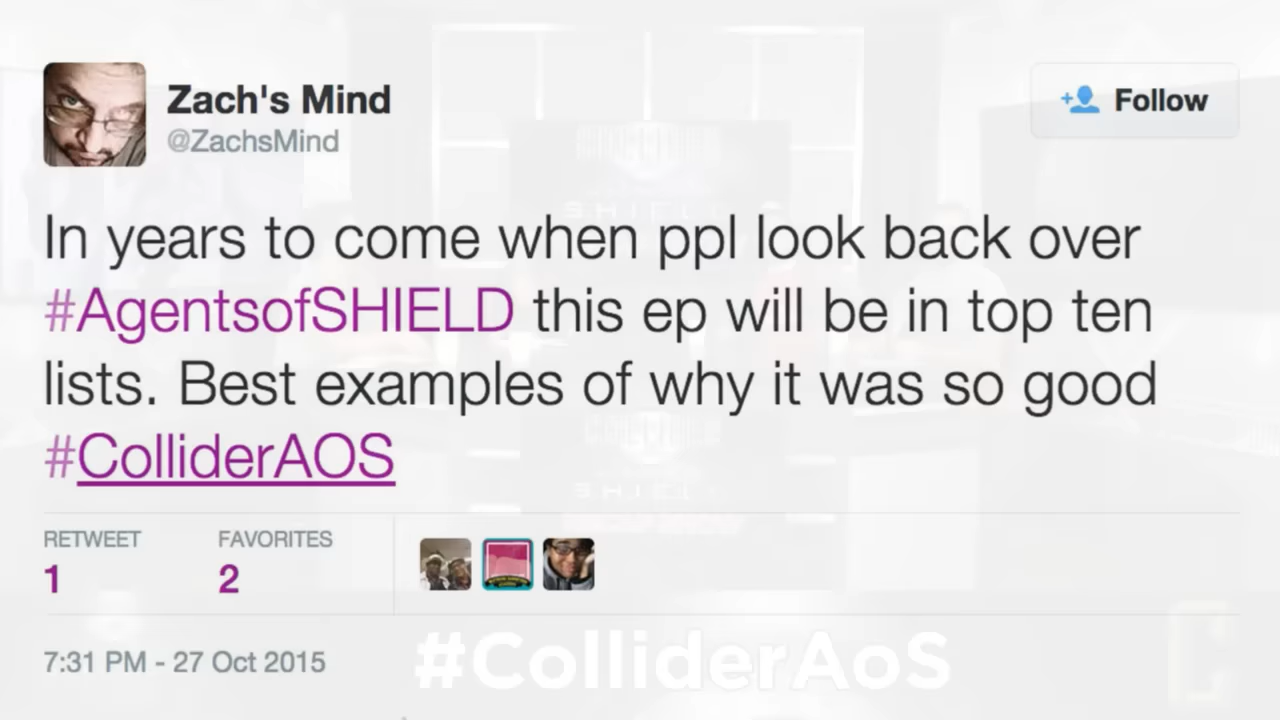 Zach's Mind
@ZachsMind
Follow
In years to come when ppl look back over
#AgentsofSHIELD this ep will be in top ten
lists. Best examples of why it was so good
#ColliderAOS
RETWEET
FAVORITES
1
2
7:31 PM - 27 Oct 2015
#ColliderAoS
SHIELD
SHIELD